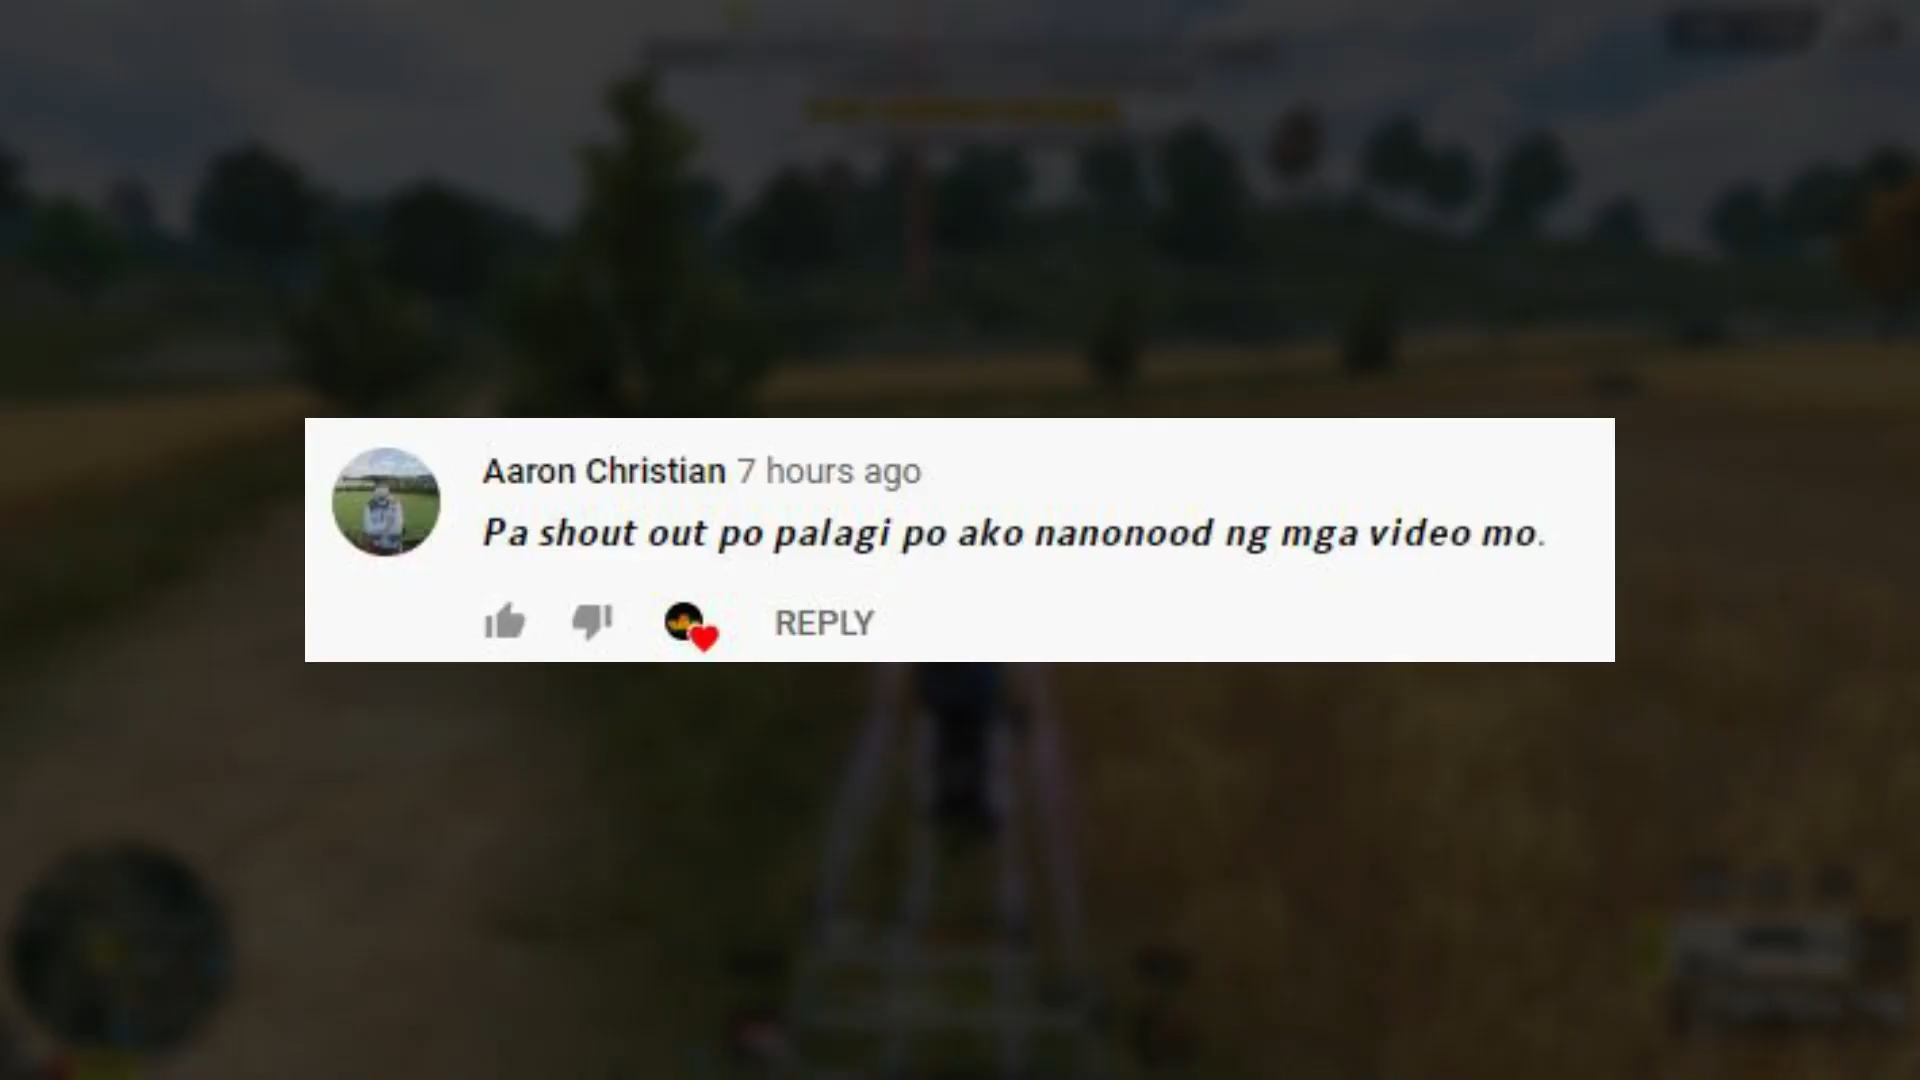 Aaron Christian 7 hours ago
Pa shout out po palagi po ako nanonood ng mga video mo.
REPLY